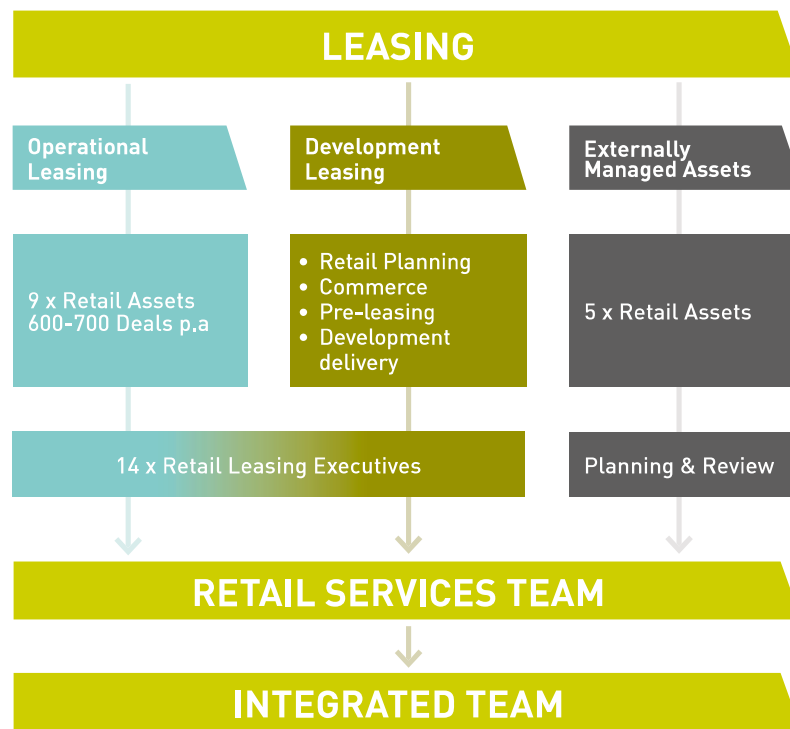 LEASING
Operational
Leasing
Development
Leasing
Externally
Managed Assets
9 x Retail Assets
600-700 Deals p.a
• Retail Planning
• Commerce
• Pre-leasing
• Development
delivery
5 x Retail Assets
14 x Retail Leasing Executives
Planning & Review
RETAIL SERVICES TEAM
INTEGRATED TEAM